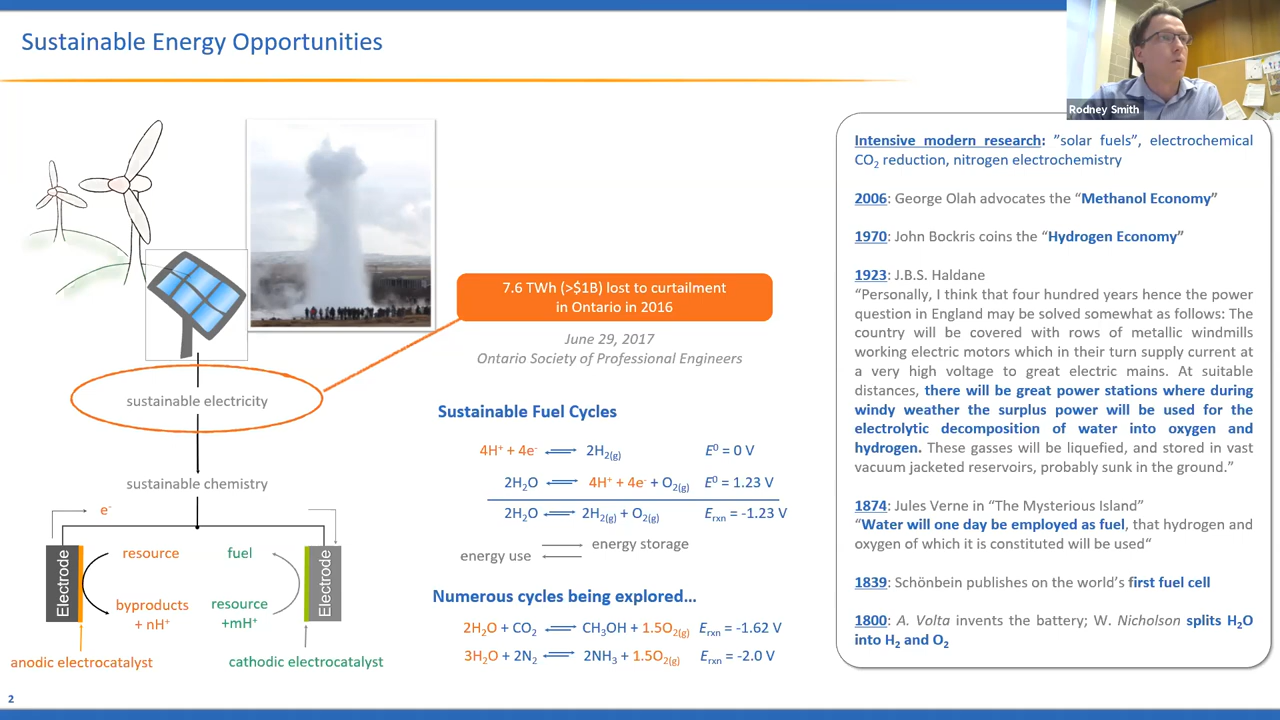 Sustainable Energy Opportunities
Rodney Smith
7.6 TWh (>$1B) lost to curtailment
in Ontario in 2016
June 29, 2017
Ontario Society of Professional Engineers
sustainable electricity
sustainable chemistry
e⁻
Electrode
resource
byproducts
+ nH⁺
fuel
resource
+mH⁺
Electrode
anodic electrocatalyst
cathodic electrocatalyst
Sustainable Fuel Cycles
4H⁺ + 4e⁻ ⇌ 2H₂(g) E⁰ = 0 V
2H₂O ⇌ 4H⁺ + 4e⁻ + O₂(g) E⁰ = 1.23 V
2H₂O ⇌ 2H₂(g) + O₂(g) Eᵣₓₙ = -1.23 V
energy storage
energy use
Numerous cycles being explored...
2H₂O + CO₂ ⇌ CH₃OH + 1.5O₂(g) Eᵣₓₙ = -1.62 V
3H₂O + 2N₂ ⇌ 2NH₃ + 1.5O₂(g) Eᵣₓₙ = -2.0 V
Intensive modern research: ”solar fuels”, electrochemical
CO₂ reduction, nitrogen electrochemistry
2006: George Olah advocates the “Methanol Economy”
1970: John Bockris coins the “Hydrogen Economy”
1923: J.B.S. Haldane
“Personally, I think that four hundred years hence the power
question in England may be solved somewhat as follows: The
country will be covered with rows of metallic windmills
working electric motors which in their turn supply current at
a very high voltage to great electric mains. At suitable
distances, there will be great power stations where during
windy weather the surplus power will be used for the
electrolytic decomposition of water into oxygen and
hydrogen. These gasses will be liquefied, and stored in vast
vacuum jacketed reservoirs, probably sunk in the ground.”
1874: Jules Verne in “The Mysterious Island”
“Water will one day be employed as fuel, that hydrogen and
oxygen of which it is constituted will be used“
1839: Schönbein publishes on the world’s first fuel cell
1800: A. Volta invents the battery; W. Nicholson splits H₂O
into H₂ and O₂
2